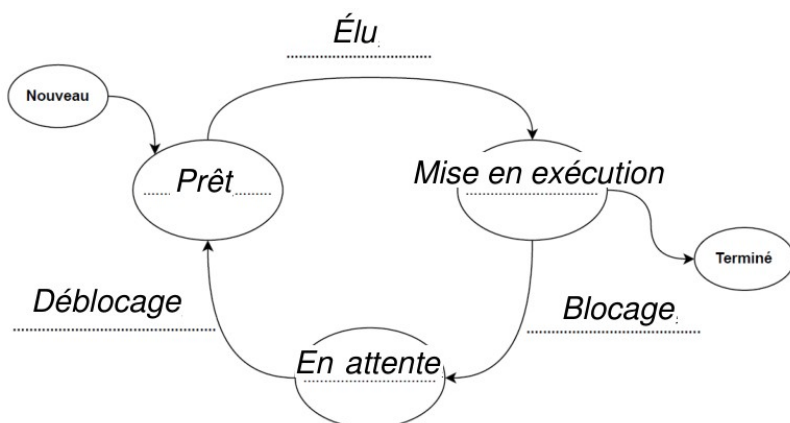 Élu
Nouveau
Prêt
Mise en exécution
Terminé
Déblocage
Blocage
En attente